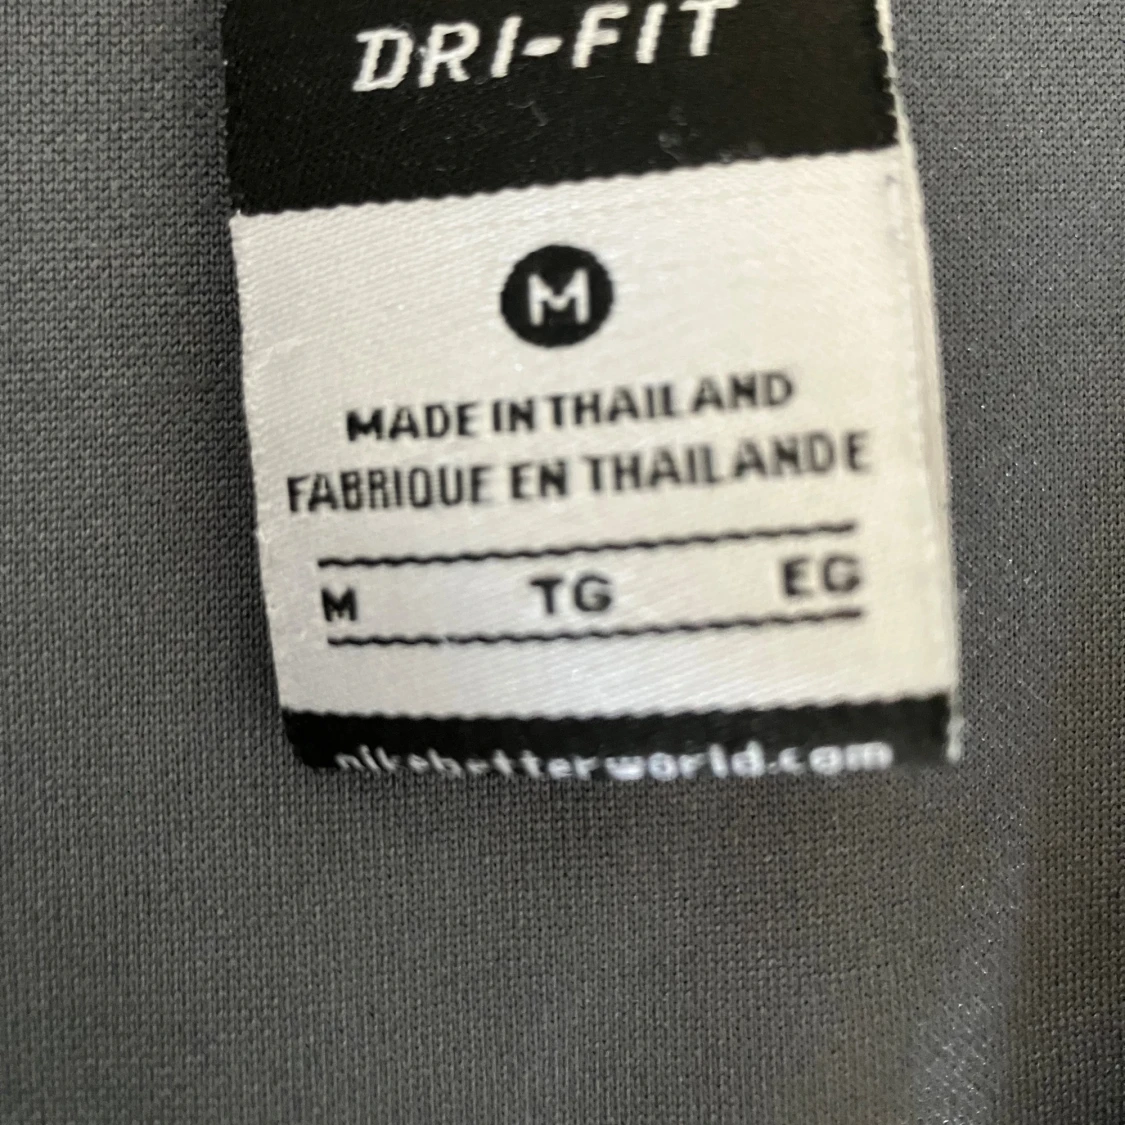 DRI-FIT
M
MADE IN THAILAND
FABRIQUE EN THAILANDE
M TG EG
nikebetterworld.com